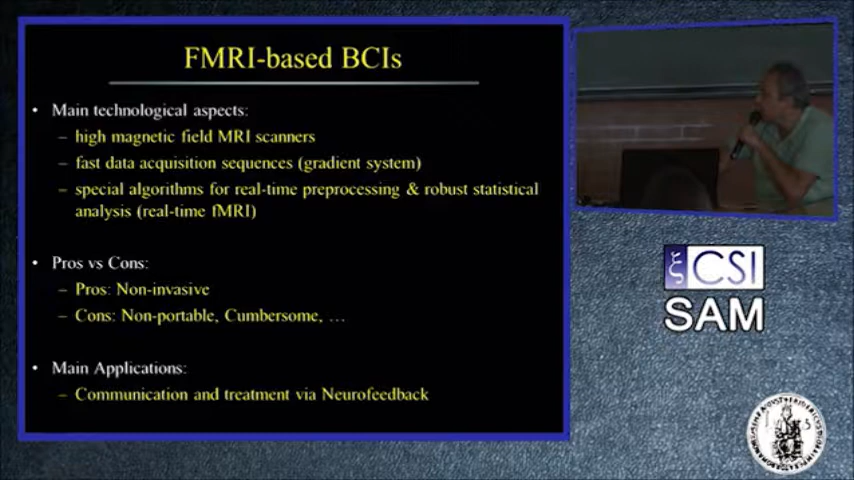 FMRI-based BCIs
• Main technological aspects:
– high magnetic field MRI scanners
– fast data acquisition sequences (gradient system)
– special algorithms for real-time preprocessing & robust statistical
analysis (real-time fMRI)
• Pros vs Cons:
– Pros: Non-invasive
– Cons: Non-portable, Cumbersome, …
• Main Applications:
– Communication and treatment via Neurofeedback
ξCSI
SAM